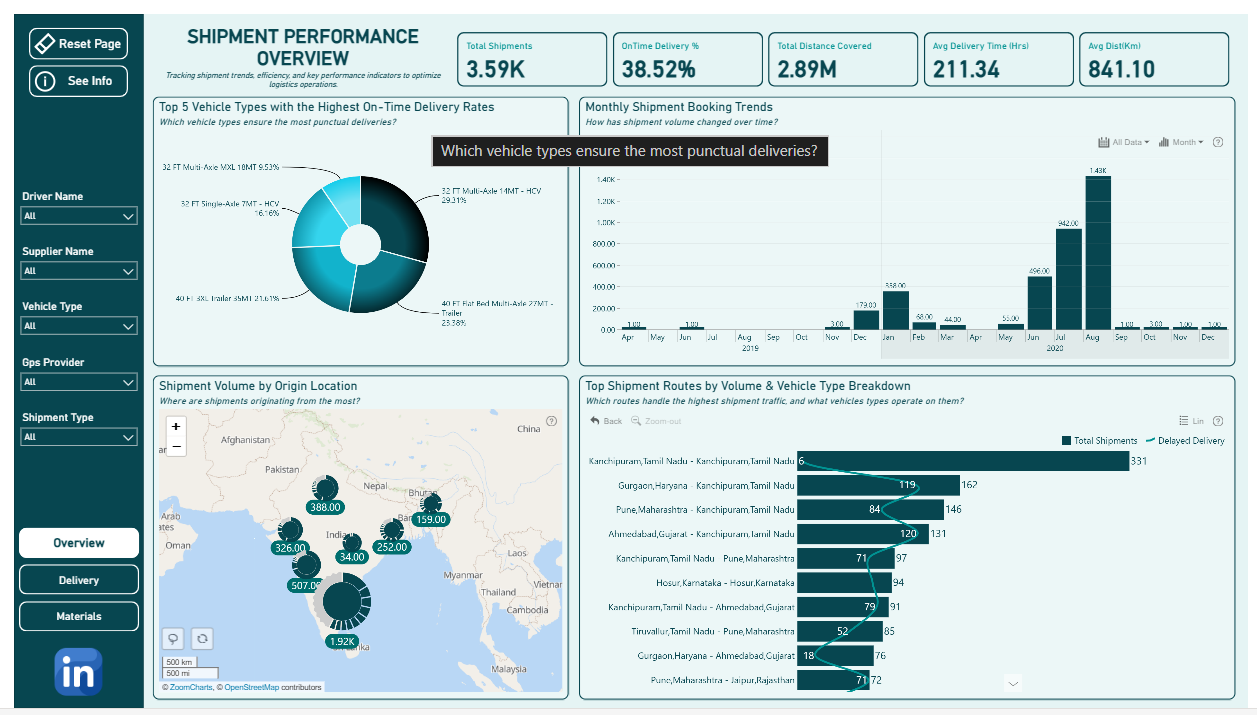 Reset Page
See Info
Driver Name
All
Supplier Name
All
Vehicle Type
All
Gps Provider
All
Shipment Type
All
Overview
Delivery
Materials
in
SHIPMENT PERFORMANCE
OVERVIEW
Tracking shipment trends, efficiency, and key performance indicators to optimize
logistics operations.
Total Shipments
3.59K
OnTime Delivery %
38.52%
Total Distance Covered
2.89M
Avg Delivery Time (Hrs)
211.34
Avg Dist(Km)
841.10
Top 5 Vehicle Types with the Highest On-Time Delivery Rates
Which vehicle types ensure the most punctual deliveries?
Which vehicle types ensure the most punctual deliveries?
32 FT Multi-Axle MXL 18MT 9.53%
32 FT Single-Axle 7MT - HCV
16.16%
40 FT 3XL Trailer 35MT 21.61%
32 FT Multi-Axle 14MT - HCV
29.31%
40 FT Flat Bed Multi-Axle 27MT -
Trailer
23.38%
Monthly Shipment Booking Trends
How has shipment volume changed over time?
All Data
Month
?
1.40K
1.20K
1.00K
800.00
600.00
400.00
200.00
0.00
1.00
1.00
3.00
179.00
358.00
68.00
44.00
55.00
496.00
942.00
1.43K
1.00
3.00
1.00
1.00
Apr May Jun Jul Aug Sep Oct Nov Dec Jan Feb Mar Apr May Jun Jul Aug Sep Oct Nov Dec
2019 2020
Shipment Volume by Origin Location
Where are shipments originating from the most?
+
−
?
China
Afghanistan
Pakistan
Nepal
388.00
159.00
Arab
Oman
India
326.00
34.00
252.00
507.00
Laos
Myanmar
Thailand
Vietnar
Cambodia
1.92K
Malaysia
500 km
500 mi
© ZoomCharts, © OpenStreetMap contributors
Top Shipment Routes by Volume & Vehicle Type Breakdown
Which routes handle the highest shipment traffic, and what vehicles types operate on them?
Back
Zoom-out
Lin
?
Total Shipments
Delayed Delivery
Kanchipuram,Tamil Nadu - Kanchipuram,Tamil Nadu 6 331
Gurgaon,Haryana - Kanchipuram,Tamil Nadu 119 162
Pune,Maharashtra - Kanchipuram,Tamil Nadu 84 146
Ahmedabad,Gujarat - Kanchipuram,Tamil Nadu 120 131
Kanchipuram,Tamil Nadu - Pune,Maharashtra 71 97
Hosur,Karnataka - Hosur,Karnataka 94
Kanchipuram,Tamil Nadu - Ahmedabad,Gujarat 79 91
Tiruvallur,Tamil Nadu - Pune,Maharashtra 52 85
Gurgaon,Haryana - Ahmedabad,Gujarat 18 76
Pune,Maharashtra - Jaipur,Rajasthan 71 72